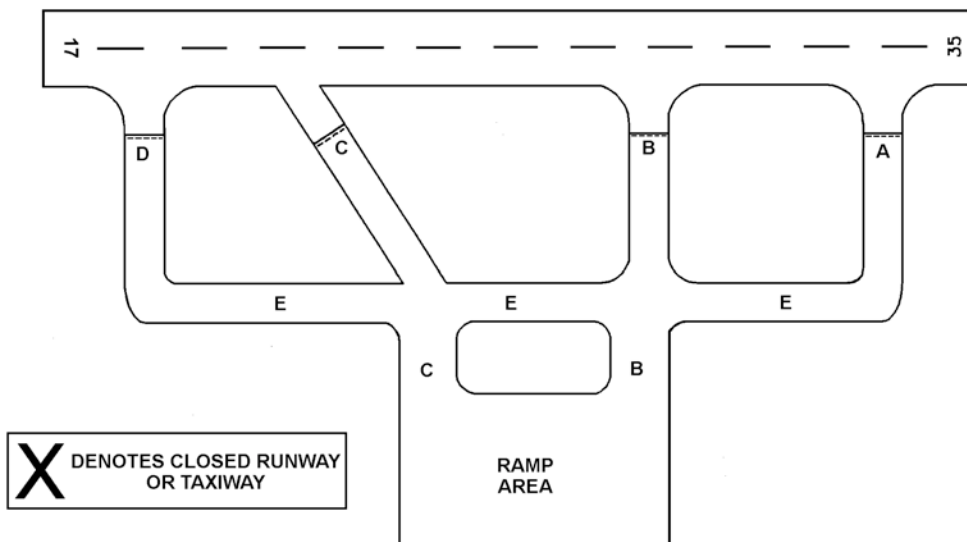 17
35
D
C
B
A
E
E
E
C
B
X
DENOTES CLOSED RUNWAY
OR TAXIWAY
RAMP
AREA